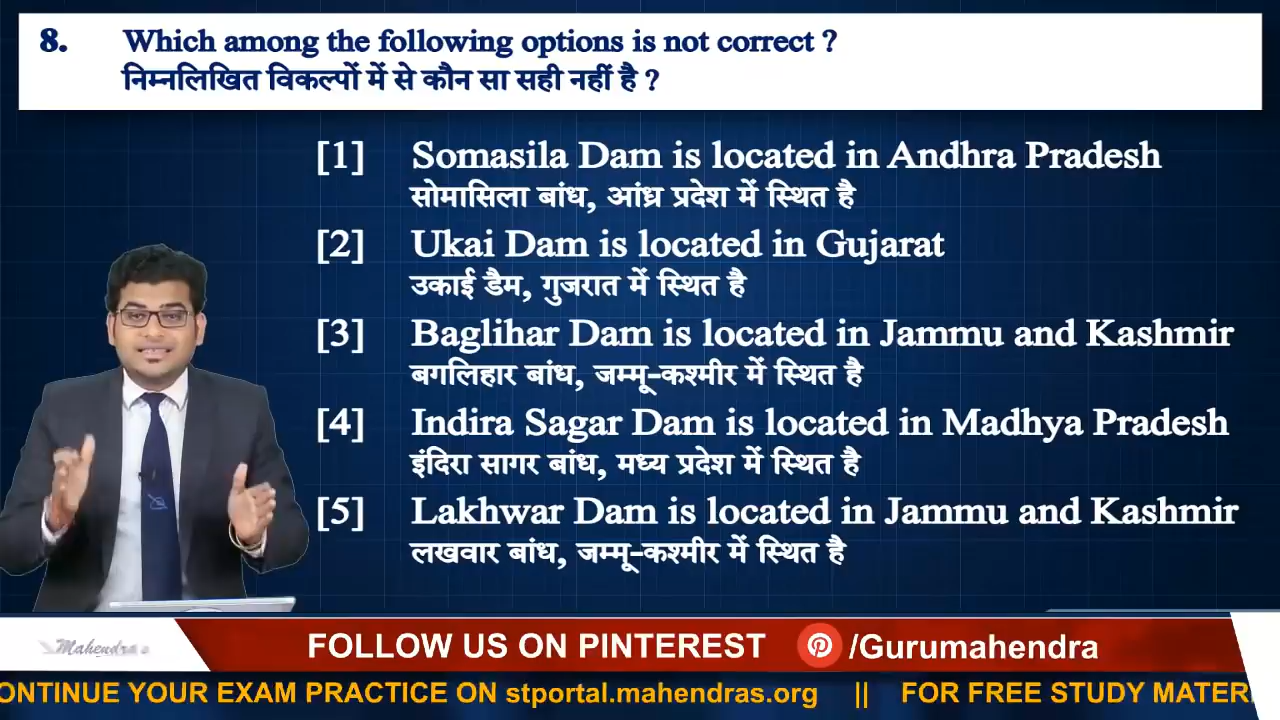 8. Which among the following options is not correct ?
निम्नलिखित विकल्पों में से कौन सा सही नहीं है ?
[1] Somasila Dam is located in Andhra Pradesh
सोमासिला बांध, आंध्र प्रदेश में स्थित है
[2] Ukai Dam is located in Gujarat
उकाई डैम, गुजरात में स्थित है
[3] Baglihar Dam is located in Jammu and Kashmir
बगलिहार बांध, जम्मू-कश्मीर में स्थित है
[4] Indira Sagar Dam is located in Madhya Pradesh
इंदिरा सागर बांध, मध्य प्रदेश में स्थित है
[5] Lakhwar Dam is located in Jammu and Kashmir
लखवार बांध, जम्मू-कश्मीर में स्थित है
Mahendra's
FOLLOW US ON PINTEREST /Gurumahendra
ONTINUE YOUR EXAM PRACTICE ON stportal.mahendras.org || FOR FREE STUDY MATER